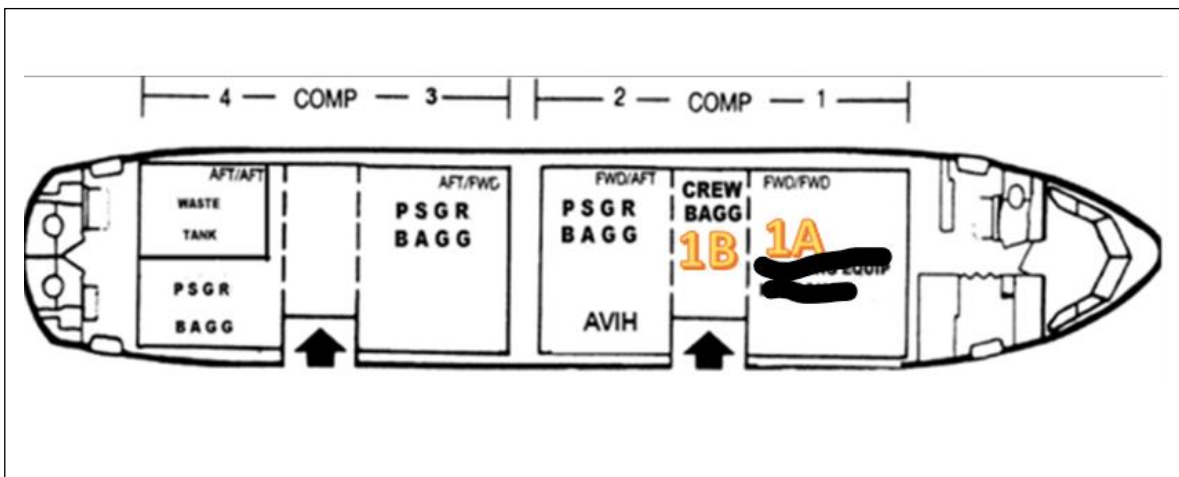 4 COMP 3
2 COMP 1
AFT/AFT
WASTE
TANK
PSGR
BAGG
AFT/FWD
PSGR
BAGG
FWD/AFT
PSGR
BAGG
AVIH
CREW
BAGG
1B
FWD/FWD
1A
EQUIP